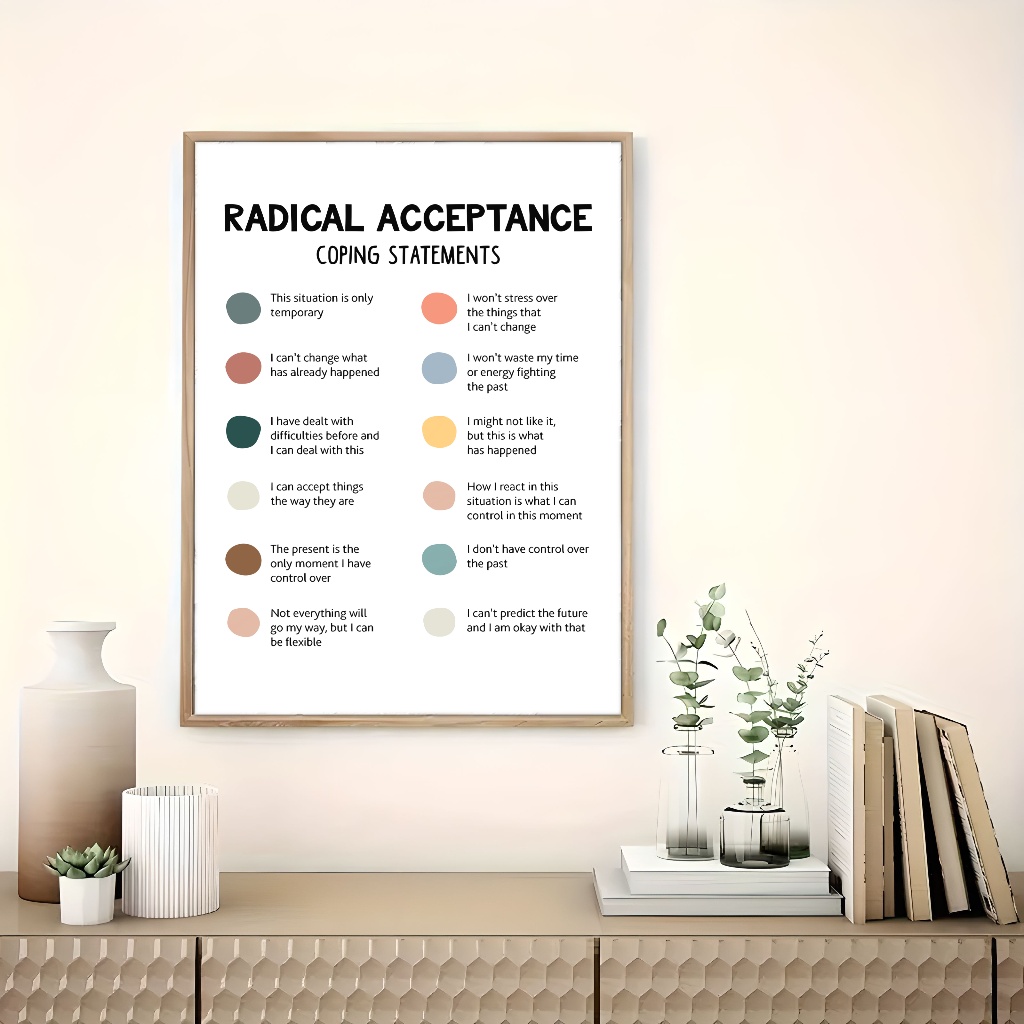 RADICAL ACCEPTANCE
COPING STATEMENTS
This situation is only
temporary
I can't change what
has already happened
I have dealt with
difficulties before and
I can deal with this
I can accept things
the way they are
The present is the
only moment I have
control over
Not everything will
go my way, but I can
be flexible
I won't stress over
the things that
I can't change
I won't waste my time
or energy fighting
the past
I might not like it,
but this is what
has happened
How I react in this
situation is what I can
control in this moment
I don't have control over
the past
I can't predict the future
and I am okay with that